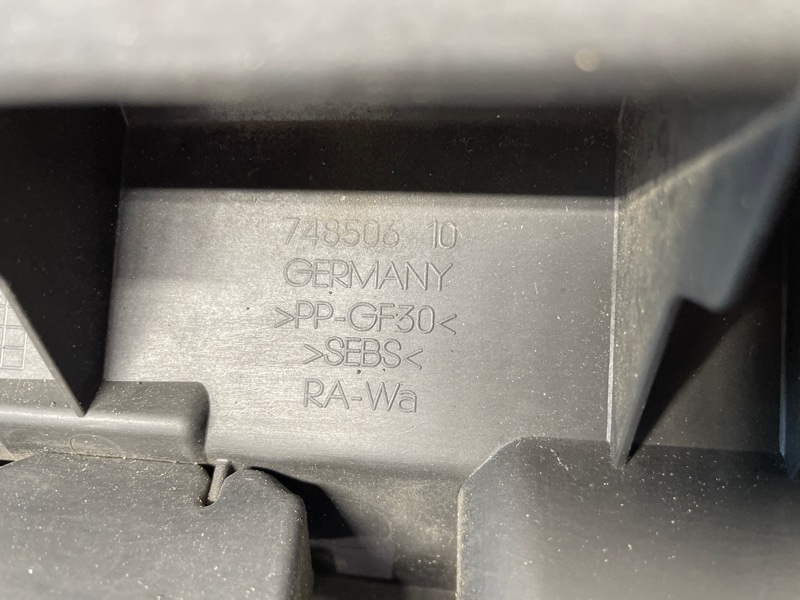 748506 10
GERMANY
>PP-GF30<
>SEBS<
RA-Wa